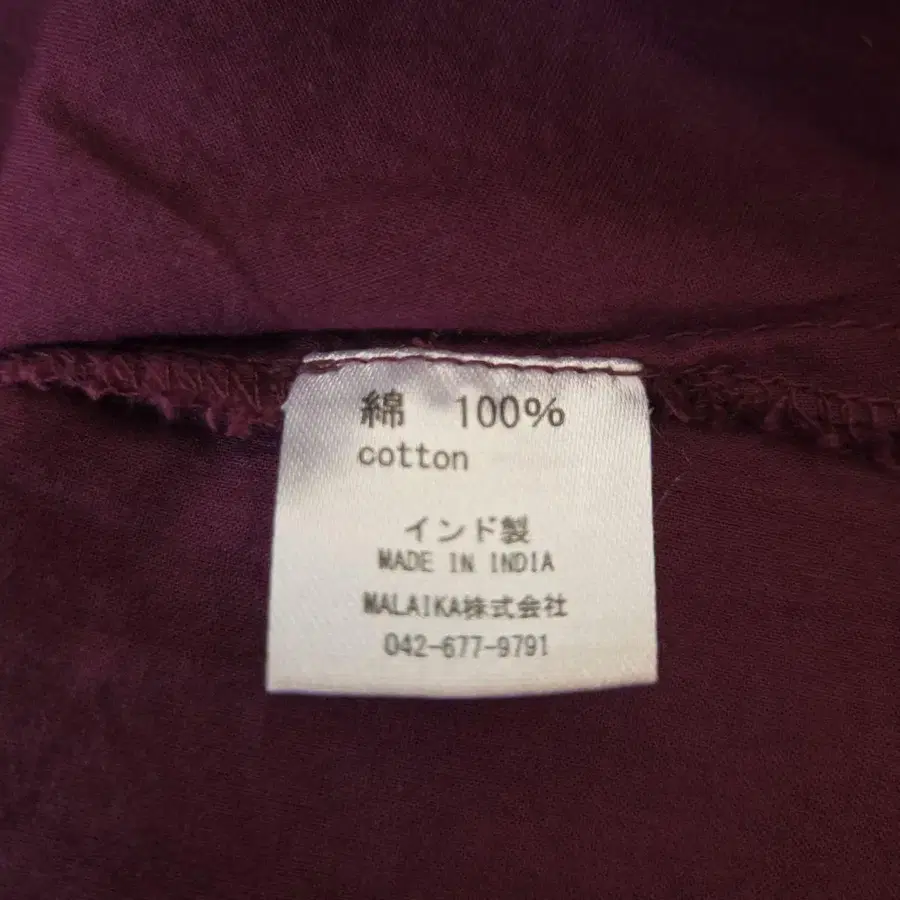 綿 100%
cotton
インド製
MADE IN INDIA
MALAIKA株式会社
042-677-9791